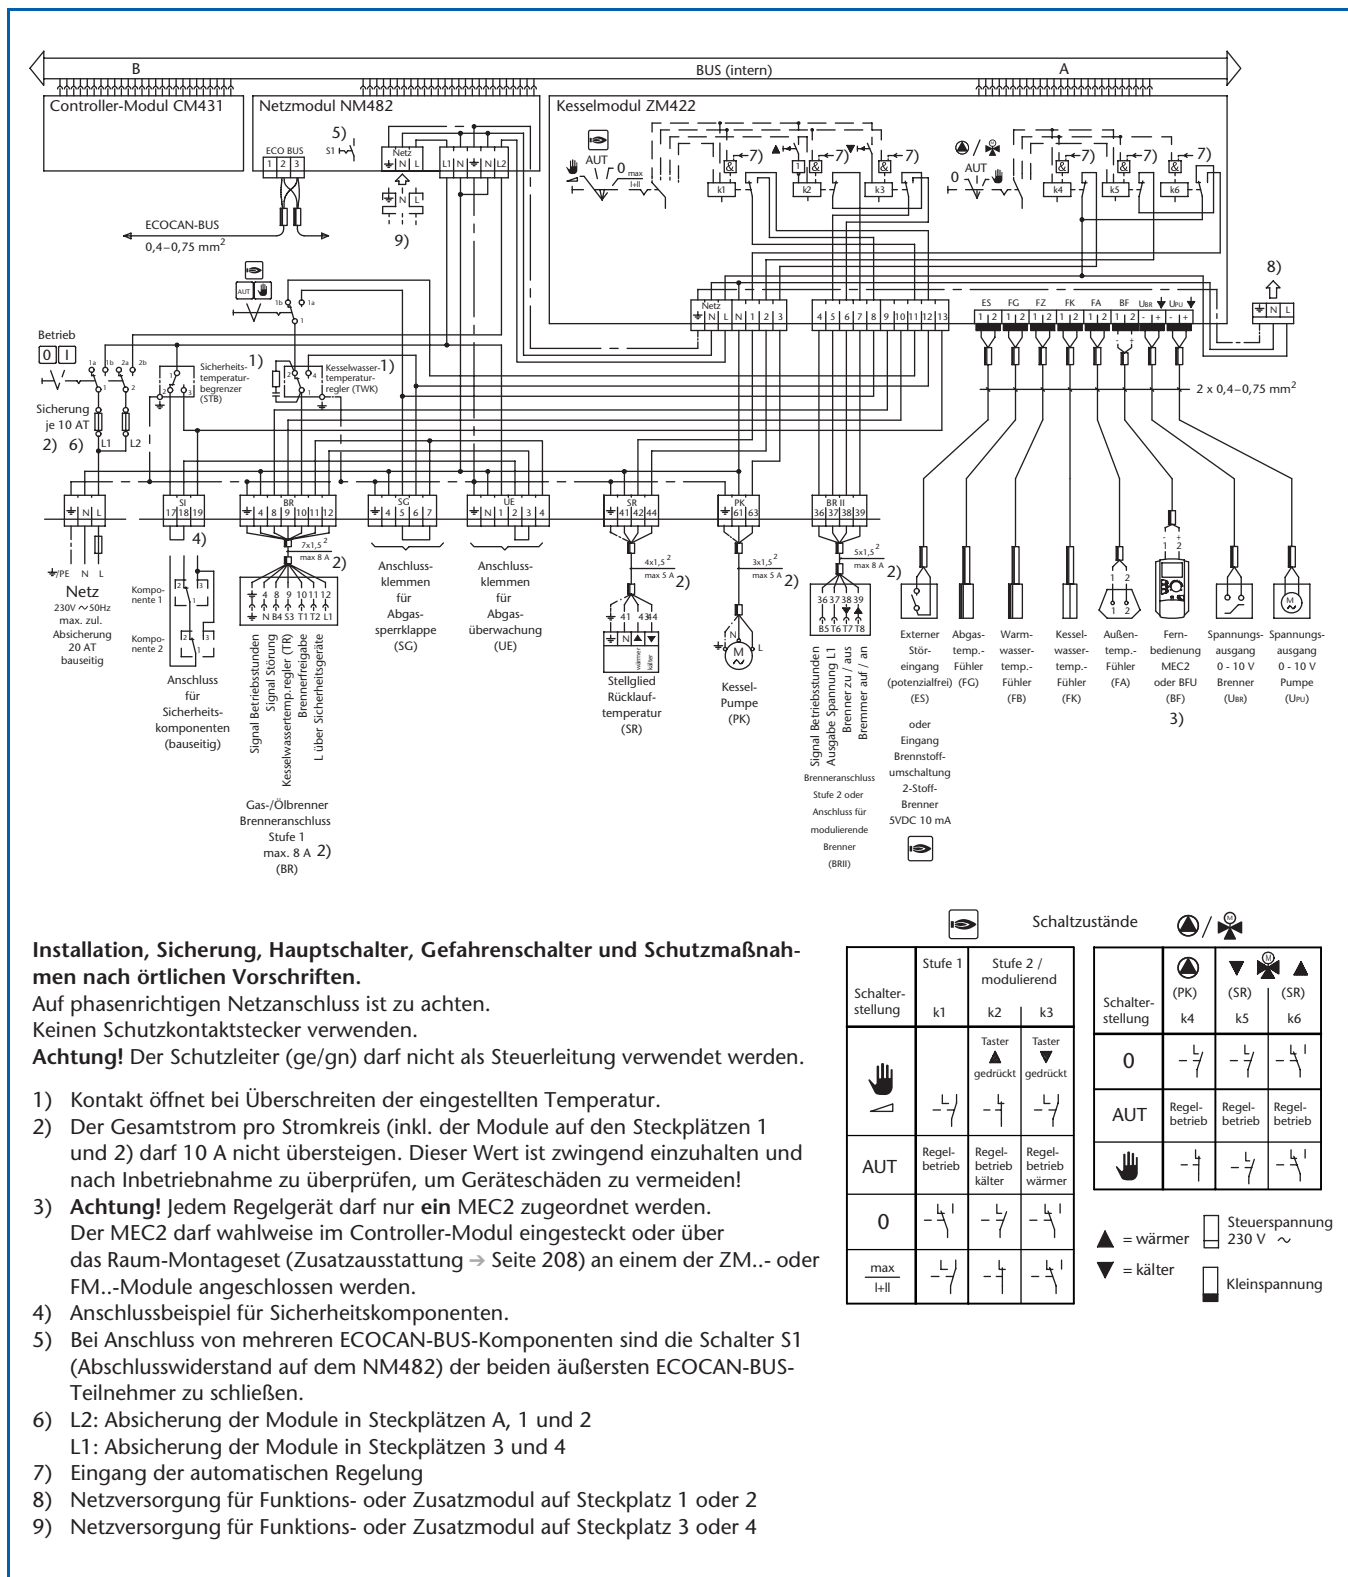 B BUS (intern) A
Controller-Modul CM431
Netzmodul NM482
Kesselmodul ZM422
ECO BUS
1 2 3
5)
S1
Netz
N L
L1 N N L2
N L
9)
ECOCAN-BUS
0,4–0,75 mm²
AUT
0
max
I+II
k1
&
7)
1
k2
&
7)
k3
&
7)
0 AUT
k4
&
7)
k5
&
7)
k6
&
7)
8)
N L
AUT
1b 1a
1
Betrieb
0 I
1a 1b 2a 2b
1 2
Sicherung
je 10 AT
2) 6)
L1 L2
Sicherheits-
temperatur-
begrenzer
(STB)
1)
1
2 3
Kesselwasser-
temperatur-
regler (TWK)
1)
2 4
1
Netz
N L N 1 2 3
4 5 6 7 8 9 10 11 12 13
ES FG FZ FK FA BF UBR UPU
1 2 1 2 1 2 1 2 1 2 1 2 - + - +
- +
2 x 0,4–0,75 mm²
N L
SI
17 18 19
4)
BR
4 8 9 10 11 12
SG
4 5 6 7
UE
N 1 2 3 4
SR
41 42 44
PK
61 63
BR II
36 37 38 39
7x1,5²
max 8 A
2)
4x1,5²
max 5 A
2)
3x1,5²
max 5 A
2)
5x1,5²
max 8 A
2)
/PE N L
Netz
230V ~ 50Hz
max. zul.
Absicherung
20 AT
bauseitig
Kompo-
nente 1
2 3
1
Kompo-
nente 2
2 3
1
Anschluss
für
Sicherheits-
komponenten
(bauseitig)
4 8 9 10 11 12
N B4 S3 T1 T2 L1
Signal Betriebsstunden
Signal Störung
Kesselwassertemp.regler (TR)
Brennerfreigabe
L über Sicherheitsgeräte
Gas-/Ölbrenner
Brenneranschluss
Stufe 1
max. 8 A 2)
(BR)
Anschluss-
klemmen
für
Abgas-
sperrklappe
(SG)
Anschluss-
klemmen
für
Abgas-
überwachung
(UE)
41 43 44
N
wärmer
kälter
Stellglied
Rücklauf-
temperatur
(SR)
N
M
L
Kessel-
Pumpe
(PK)
36 37 38 39
B5 T6 T7 T8
Signal Betriebsstunden
Ausgabe Spannung L1
Brenner zu / aus
Bremmer auf / an
Brenneranschluss
Stufe 2 oder
Anschluss für
modulierende
Brenner
(BRII)
Externer
Stör-
eingang
(potenzialfrei)
(ES)
oder
Eingang
Brennstoff-
umschaltung
2-Stoff-
Brenner
5VDC 10 mA
Abgas-
temp.-
Fühler
(FG)
Warm-
wasser-
temp.-
Fühler
(FB)
Kessel-
wasser-
temp.-
Fühler
(FK)
1 2
1 2
Außen-
temp.-
Fühler
(FA)
- +
1 2
Fern-
bedienung
MEC2
oder BFU
(BF)
3)
Spannungs-
ausgang
0 - 10 V
Brenner
(UBR)
M
Spannungs-
ausgang
0 - 10 V
Pumpe
(UPU)
Installation, Sicherung, Hauptschalter, Gefahrenschalter und Schutzmaßnah-
men nach örtlichen Vorschriften.
Auf phasenrichtigen Netzanschluss ist zu achten.
Keinen Schutzkontaktstecker verwenden.
Achtung! Der Schutzleiter (ge/gn) darf nicht als Steuerleitung verwendet werden.
1) Kontakt öffnet bei Überschreiten der eingestellten Temperatur.
2) Der Gesamtstrom pro Stromkreis (inkl. der Module auf den Steckplätzen 1
und 2) darf 10 A nicht übersteigen. Dieser Wert ist zwingend einzuhalten und
nach Inbetriebnahme zu überprüfen, um Geräteschäden zu vermeiden!
3) Achtung! Jedem Regelgerät darf nur ein MEC2 zugeordnet werden.
Der MEC2 darf wahlweise im Controller-Modul eingesteckt oder über
das Raum-Montageset (Zusatzausstattung → Seite 208) an einem der ZM..- oder
FM..-Module angeschlossen werden.
4) Anschlussbeispiel für Sicherheitskomponenten.
5) Bei Anschluss von mehreren ECOCAN-BUS-Komponenten sind die Schalter S1
(Abschlusswiderstand auf dem NM482) der beiden äußersten ECOCAN-BUS-
Teilnehmer zu schließen.
6) L2: Absicherung der Module in Steckplätzen A, 1 und 2
L1: Absicherung der Module in Steckplätzen 3 und 4
7) Eingang der automatischen Regelung
8) Netzversorgung für Funktions- oder Zusatzmodul auf Steckplatz 1 oder 2
9) Netzversorgung für Funktions- oder Zusatzmodul auf Steckplatz 3 oder 4
Schaltzustände
Schalter-
stellung
Stufe 1
k1
Stufe 2 /
modulierend
k2 k3
Taster
gedrückt
Taster
gedrückt
AUT
Regel-
betrieb
Regel-
betrieb
kälter
Regel-
betrieb
wärmer
0
max
I+II
M
Schalter-
stellung
M
(PK) (SR) (SR)
k4 k5 k6
0
AUT
Regel-
betrieb
Regel-
betrieb
Regel-
betrieb
▲ = wärmer
▼ = kälter
Steuerspannung
230 V ~
Kleinspannung